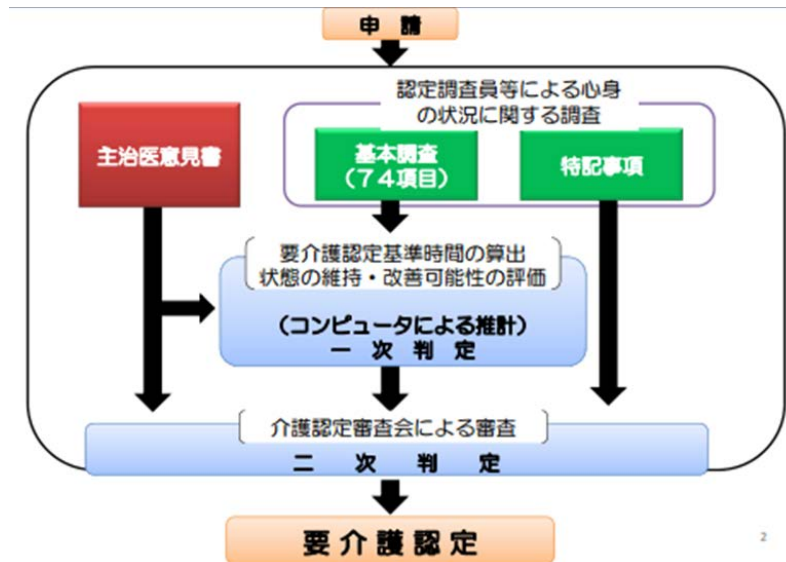 申 請
認定調査員等による心身
の状況に関する調査
主治医意見書
基本調査
(74項目)
特記事項
要介護認定基準時間の算出
状態の維持・改善可能性の評価
(コンピュータによる推計)
一 次 判 定
介護認定審査会による審査
二 次 判 定
要介護認定
2